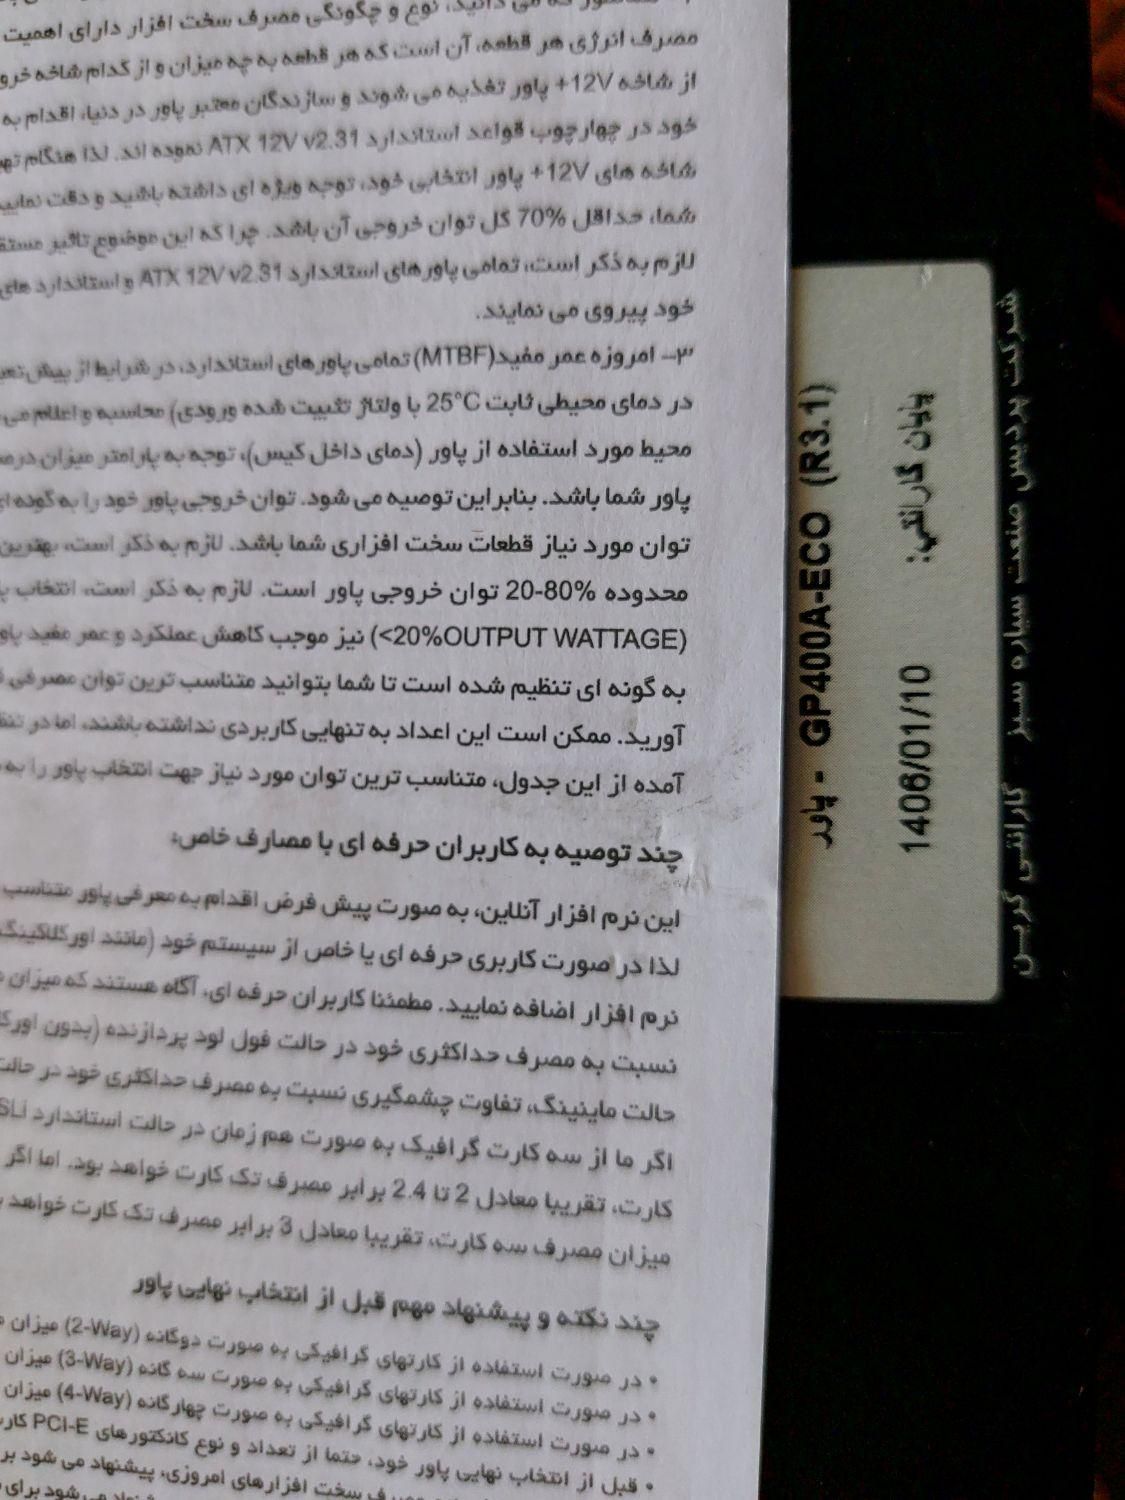 نوع و چگونگی مصرف سخت افزار دارای اهمیت
مصرف انرژی هر قطعه، آن است که هر قطعه به چه میزان و از کدام شاخه
از شاخه 12V+ پاور تغذیه می شوند و سازندگان معتبر پاور در دنیا، اقدام به
خود در چهارچوب قواعد استاندارد ATX 12V v2.31 نموده اند. لذا هنگام
شاخه های 12V+ پاور انتخابی خود، توجه ویژه ای داشته باشید و دقت
شما، حداقل 70% کل توان خروجی آن باشد. چرا که این موضوع تاثیر
لازم به ذکر است، تمامی پاورهای استاندارد ATX 12V v2.31 و استاندارد های
خود پیروی می نمایند.
۳- امروزه عمر مفید(MTBF) تمامی پاورهای استاندارد، در شرایط از پیش
در دمای محیطی ثابت 25°C با ولتاژ تثبیت شده ورودی) محاسبه و اعلام می
محیط مورد استفاده از پاور (دمای داخل کیس)، توجه به پارامتر میزان
پاور شما باشد. بنابراین توصیه می شود. توان خروجی پاور خود را به گونه
توان مورد نیاز قطعات سخت افزاری شما باشد. لازم به ذکر است، بهترین
محدوده 20-80% توان خروجی پاور است. لازم به ذکر است، انتخاب
(<20%OUTPUT WATTAGE) نیز موجب کاهش عملکرد و عمر مفید
به گونه ای تنظیم شده است تا شما بتوانید متناسب ترین توان مصرفی
آورید. ممکن است این اعداد به تنهایی کاربردی نداشته باشند، اما در
آمده از این جدول، متناسب ترین توان مورد نیاز جهت انتخاب پاور را به
چند توصیه به کاربران حرفه ای با مصارف خاص:
این نرم افزار آنلاین، به صورت پیش فرض اقدام به معرفی پاور متناسب
لذا در صورت کاربری حرفه ای یا خاص از سیستم خود (مانند اورکلاکینگ
نرم افزار اضافه نمایید. مطمئنا کاربران حرفه ای، آگاه هستند که میزان
نسبت به مصرف حداکثری خود در حالت فول لود پردازنده (بدون
حالت ماینینگ، تفاوت چشمگیری نسبت به مصرف حداکثری خود در حالت
اگر ما از سه کارت گرافیک به صورت هم زمان در حالت استاندارد SLI
کارت، تقریبا معادل 2 تا 2.4 برابر مصرف تک کارت خواهد بود. اما اگر
میزان مصرف سه کارت، تقریبا معادل 3 برابر مصرف تک کارت خواهد
چند نکته و پیشنهاد مهم قبل از انتخاب نهایی پاور
• در صورت استفاده از کارتهای گرافیکی به صورت دوگانه (2-Way) میزان
• در صورت استفاده از کارتهای گرافیکی به صورت سه گانه (3-Way) میزان
• در صورت استفاده از کارتهای گرافیکی به صورت چهارگانه (4-Way) میزان
• قبل از انتخاب نهایی پاور خود، حتما از تعداد و نوع کانکتورهای PCI-E
سخت افزارهای امروزی، پیشنهاد می شود
پاور - GP400A-ECO (R3.1)
پایان گارانتی: 1406/01/10
شرکت پردیس صنعت سیاره سبز - گارانتی گرین